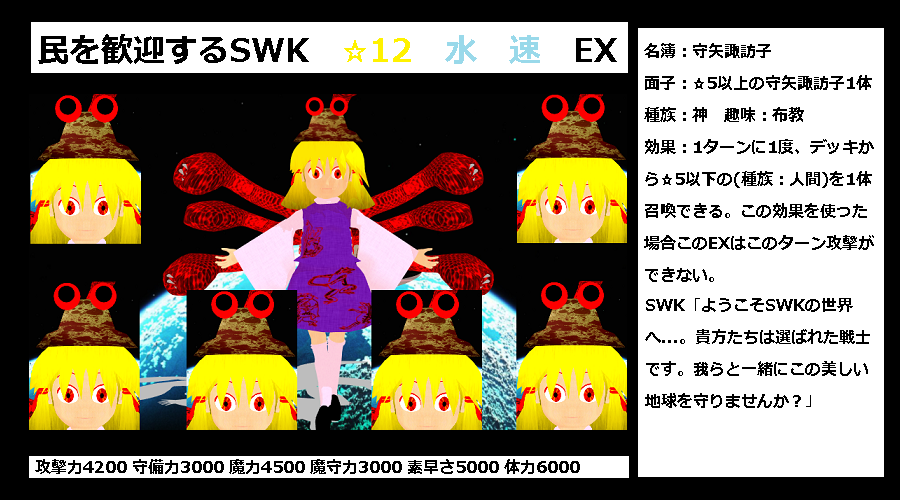 民を歓迎するSWK ☆12 水 速 EX
名簿：守矢諏訪子
面子：☆5以上の守矢諏訪子1体
種族：神 趣味：布教
効果：1ターンに1度、デッキか
ら☆5以下の(種族：人間)を1体
召喚できる。この効果を使った
場合このEXはこのターン攻撃が
できない。
SWK「ようこそSWKの世界
へ…。貴方たちは選ばれた戦士
です。我らと一緒にこの美しい
地球を守りませんか？」
攻撃力4200 守備力3000 魔力4500 魔守力3000 素早さ5000 体力6000